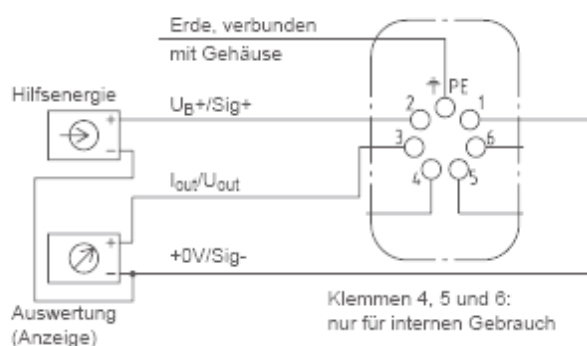 Erde, verbunden
mit Gehäuse
Hilfsenergie
UB+/Sig+
PE
2
1
+
-
3
6
4
5
Iout/Uout
+
-
+0V/Sig-
Auswertung
(Anzeige)
Klemmen 4, 5 und 6:
nur für internen Gebrauch